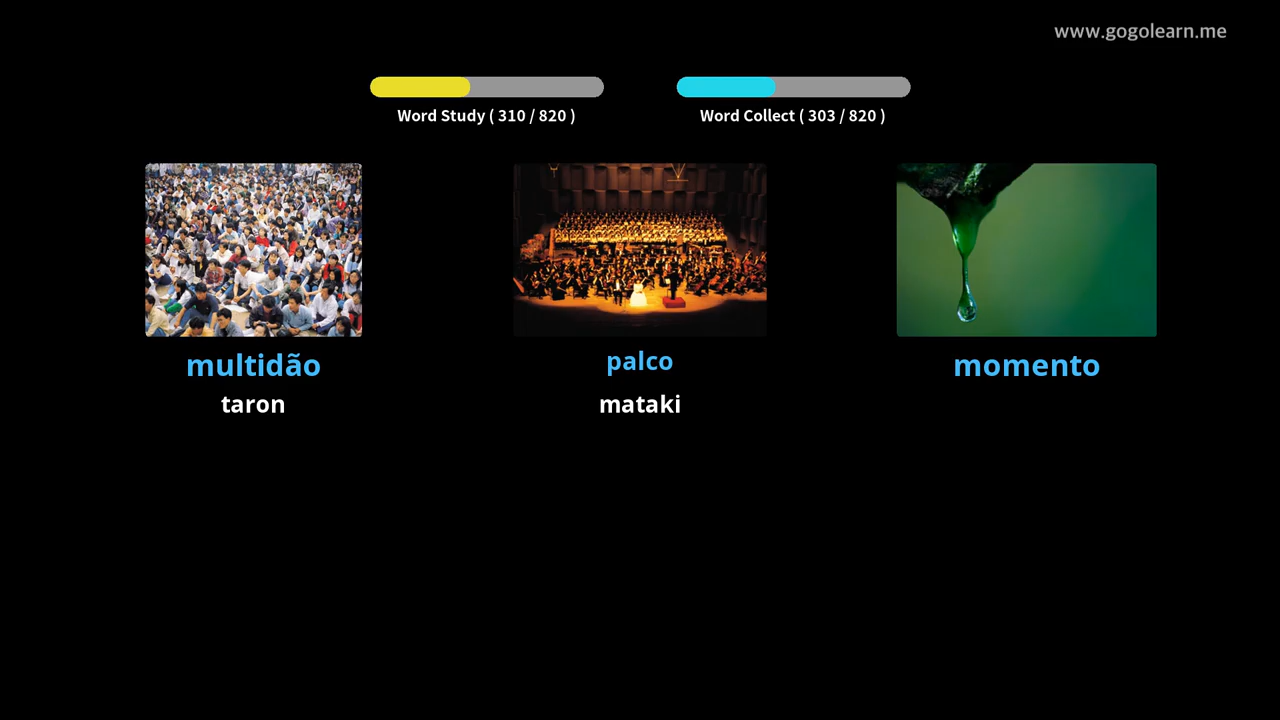 www.gogolearn.me
Word Study ( 310 / 820 )
Word Collect ( 303 / 820 )
multidão
taron
palco
mataki
momento